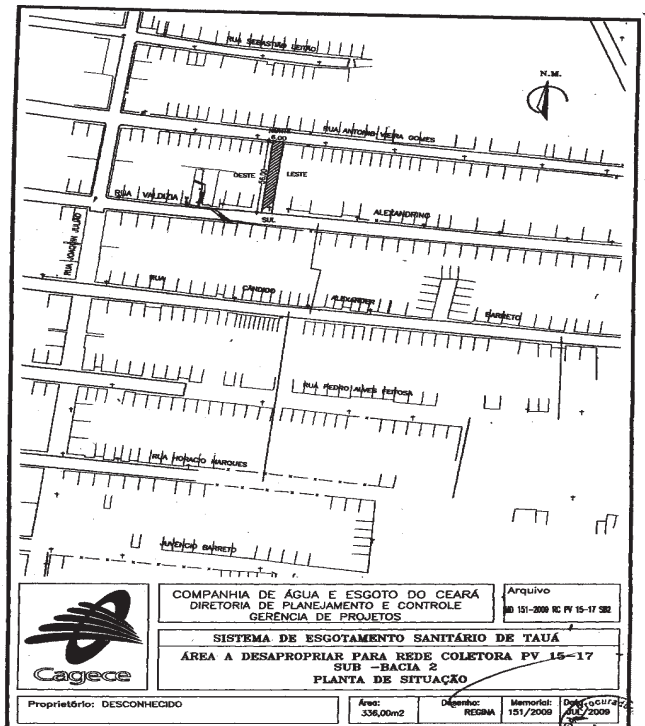 RUA SEBASTIÃO LEITÃO
N.M.
RUA ANTONIO VIEIRA GOMES
NORTE
6.00
OESTE
LESTE
SUL
RUA VALDIZIA
ALEXANDRINO
RUA JOAQUIM JULIÃO
RUA CÂNDIDO ALEXANDER BARRETO
RUA PEDRO ALVES FEITOSA
RUA HORACIO MARQUES
JUVENCIO BARRETO
Cagece
COMPANHIA DE ÁGUA E ESGOTO DO CEARÁ
DIRETORIA DE PLANEJAMENTO E CONTROLE
GERÊNCIA DE PROJETOS
Arquivo
MD 151-2009 RC PV 15-17 SB2
SISTEMA DE ESGOTAMENTO SANITÁRIO DE TAUÁ
ÁREA A DESAPROPRIAR PARA REDE COLETORA PV 15-17
SUB -BACIA 2
PLANTA DE SITUAÇÃO
Proprietário: DESCONHECIDO
Área:
336,00m2
Desenho:
REGINA
Memorial:
151/2009
Data:
JUL/2009